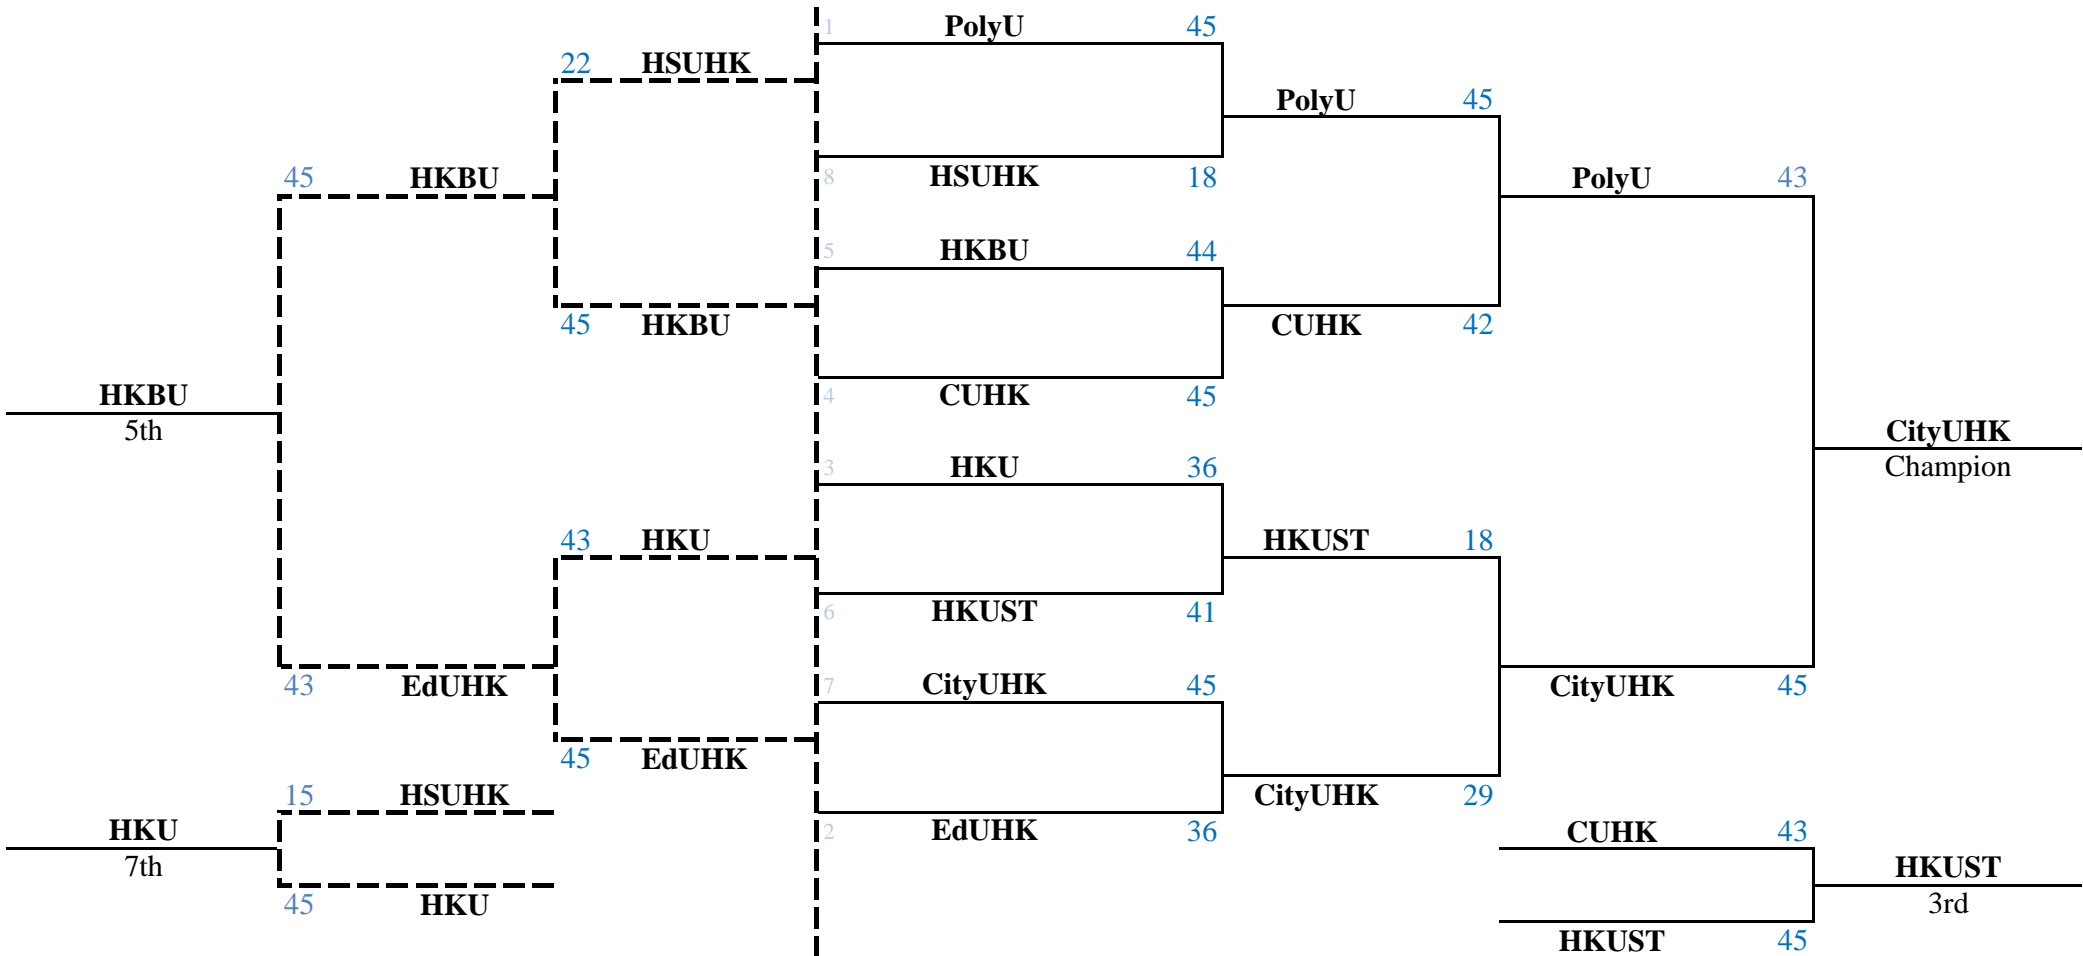 1 PolyU 45
22 HSUHK
PolyU 45
45 HKBU
8 HSUHK 18
PolyU 43
5 HKBU 44
45 HKBU
CUHK 42
HKBU
5th
4 CUHK 45
CityUHK
Champion
3 HKU 36
43 HKU
HKUST 18
6 HKUST 41
43 EdUHK
7 CityUHK 45
CityUHK 45
45 EdUHK
15 HSUHK
CityUHK 29
HKU
7th
2 EdUHK 36
CUHK 43
HKUST
3rd
45 HKU
HKUST 45